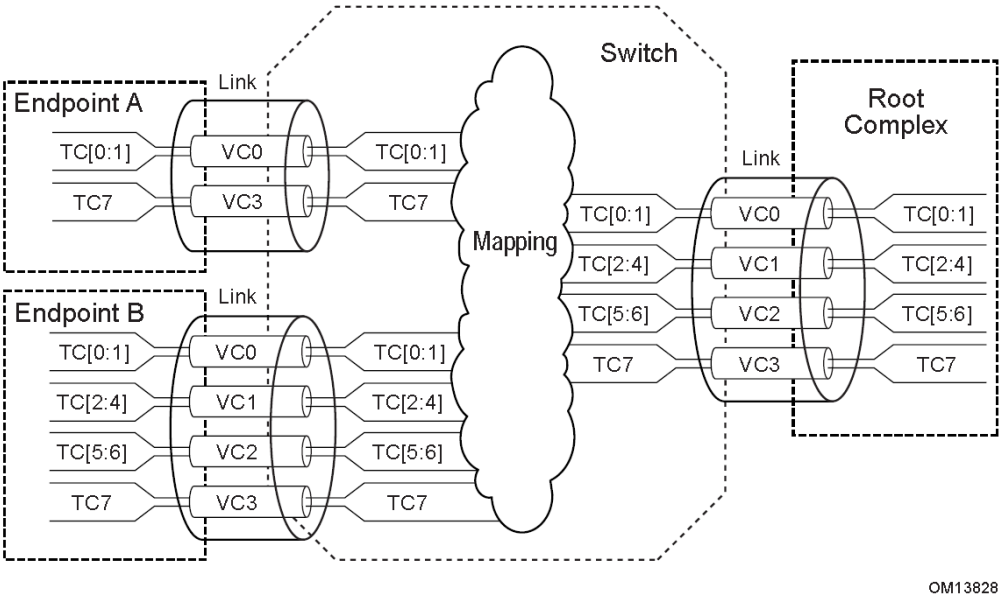 Switch
Link
Endpoint A
TC[0:1]
VC0
TC[0:1]
TC7
VC3
TC7
Link
Endpoint B
TC[0:1]
VC0
TC[0:1]
TC[2:4]
VC1
TC[2:4]
TC[5:6]
VC2
TC[5:6]
TC7
VC3
TC7
Mapping
Root
Complex
Link
TC[0:1]
VC0
TC[0:1]
TC[2:4]
VC1
TC[2:4]
TC[5:6]
VC2
TC[5:6]
TC7
VC3
TC7
OM13828